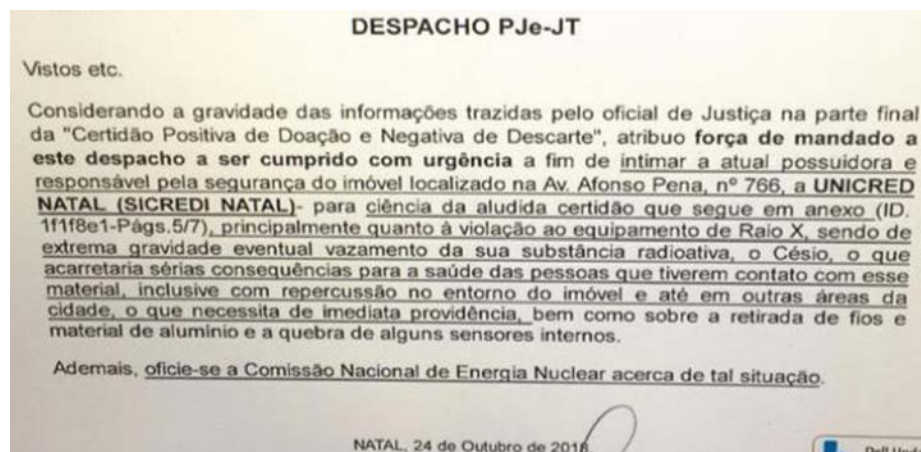 DESPACHO PJe-JT
Vistos etc.
Considerando a gravidade das informações trazidas pelo oficial de Justiça na parte final
da "Certidão Positiva de Doação e Negativa de Descarte", atribuo força de mandado a
este despacho a ser cumprido com urgência a fim de intimar a atual possuidora e
responsável pela segurança do imóvel localizado na Av. Afonso Pena, nº 766, a UNICRED
NATAL (SICREDI NATAL)- para ciência da aludida certidão que segue em anexo (ID.
1f1f8e1-Págs.5/7), principalmente quanto à violação ao equipamento de Raio X, sendo de
extrema gravidade eventual vazamento da sua substância radioativa, o Césio, o que
acarretaria sérias consequências para a saúde das pessoas que tiverem contato com esse
material, inclusive com repercussão no entorno do imóvel e até em outras áreas da
cidade, o que necessita de imediata providência, bem como sobre a retirada de fios e
material de alumínio e a quebra de alguns sensores internos.
Ademais, oficie-se a Comissão Nacional de Energia Nuclear acerca de tal situação.
NATAL, 24 de Outubro de 2018
Dell